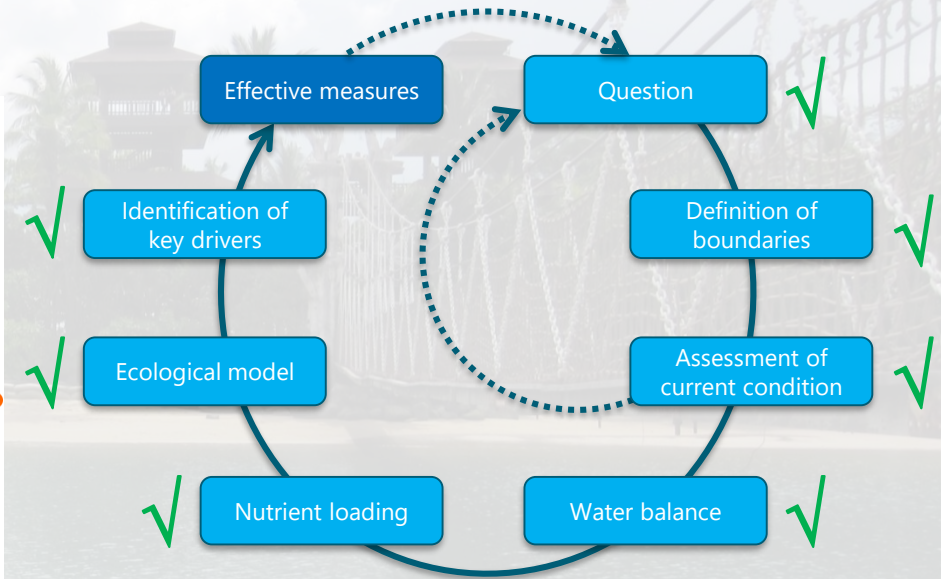 Effective measures
Question
Identification of
key drivers
Definition of
boundaries
Ecological model
Assessment of
current condition
Nutrient loading
Water balance